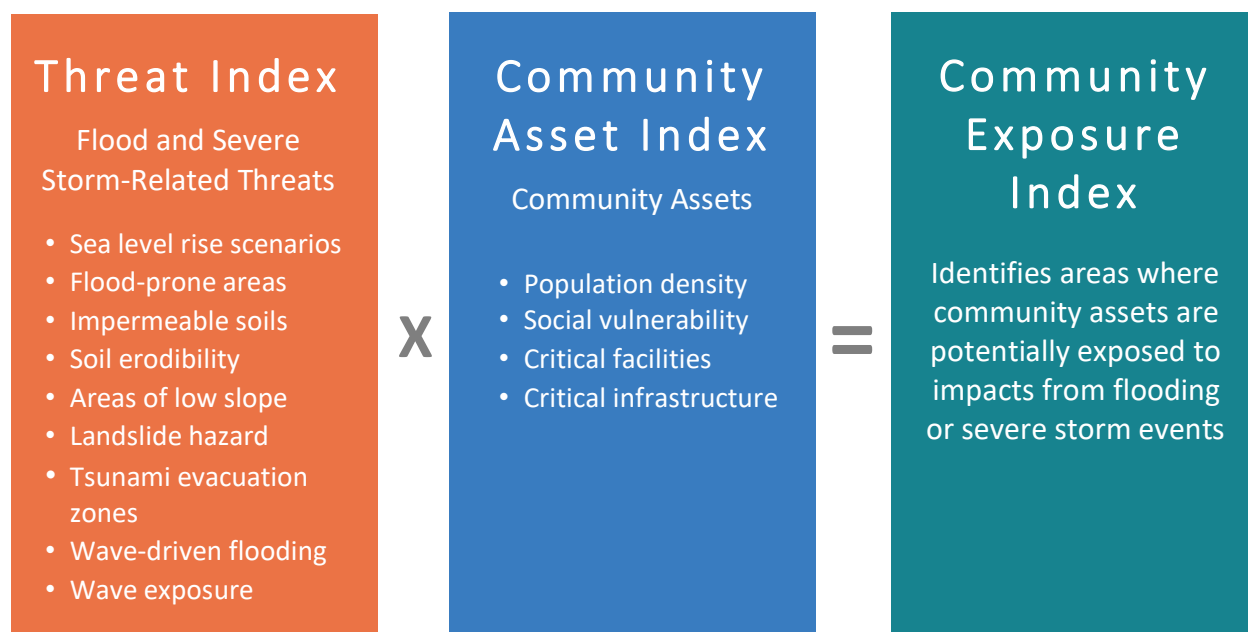 Threat Index
Flood and Severe
Storm-Related Threats
• Sea level rise scenarios
• Flood-prone areas
• Impermeable soils
• Soil erodibility
• Areas of low slope
• Landslide hazard
• Tsunami evacuation
zones
• Wave-driven flooding
• Wave exposure
X
Community
Asset Index
Community Assets
• Population density
• Social vulnerability
• Critical facilities
• Critical infrastructure
=
Community
Exposure
Index
Identifies areas where
community assets are
potentially exposed to
impacts from flooding
or severe storm events